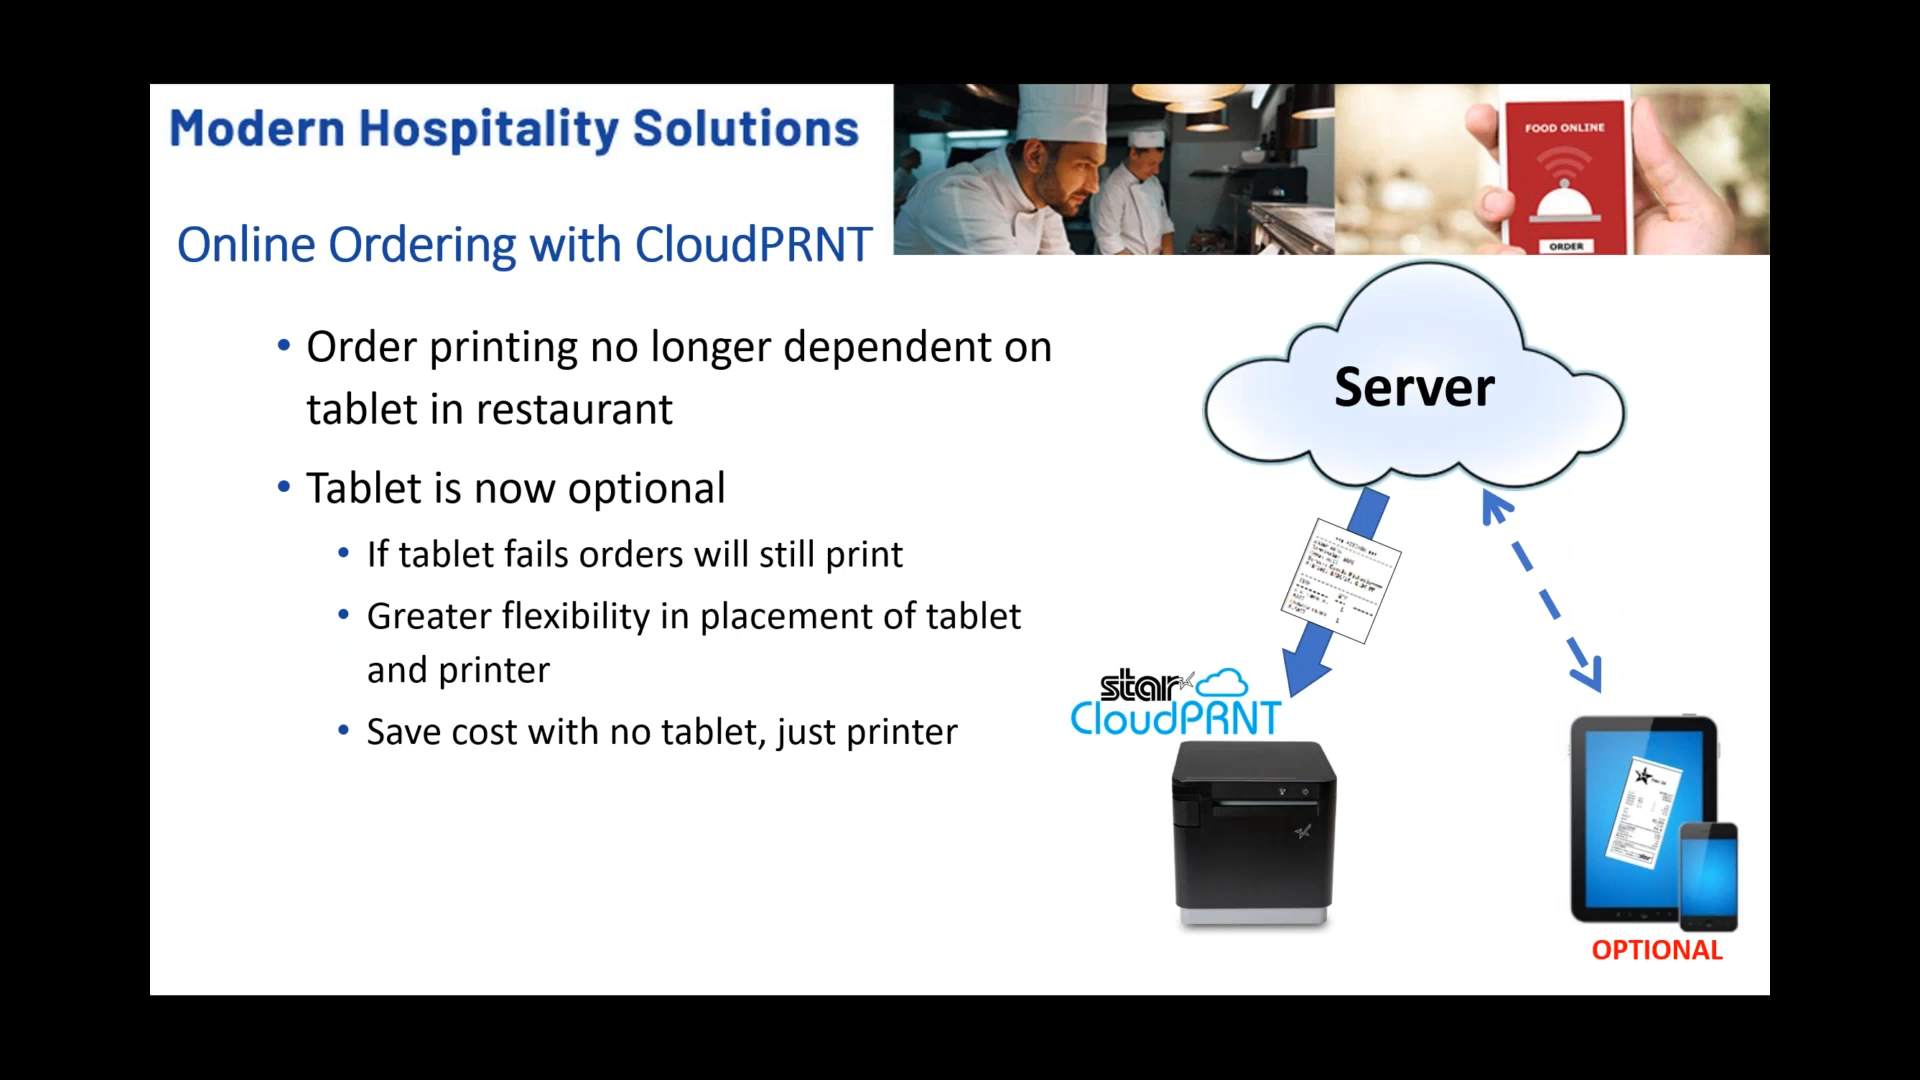 Modern Hospitality Solutions
FOOD ONLINE
ORDER
Online Ordering with CloudPRNT
• Order printing no longer dependent on
tablet in restaurant
• Tablet is now optional
• If tablet fails orders will still print
• Greater flexibility in placement of tablet
and printer
• Save cost with no tablet, just printer
Server
star
CloudPRNT
OPTIONAL